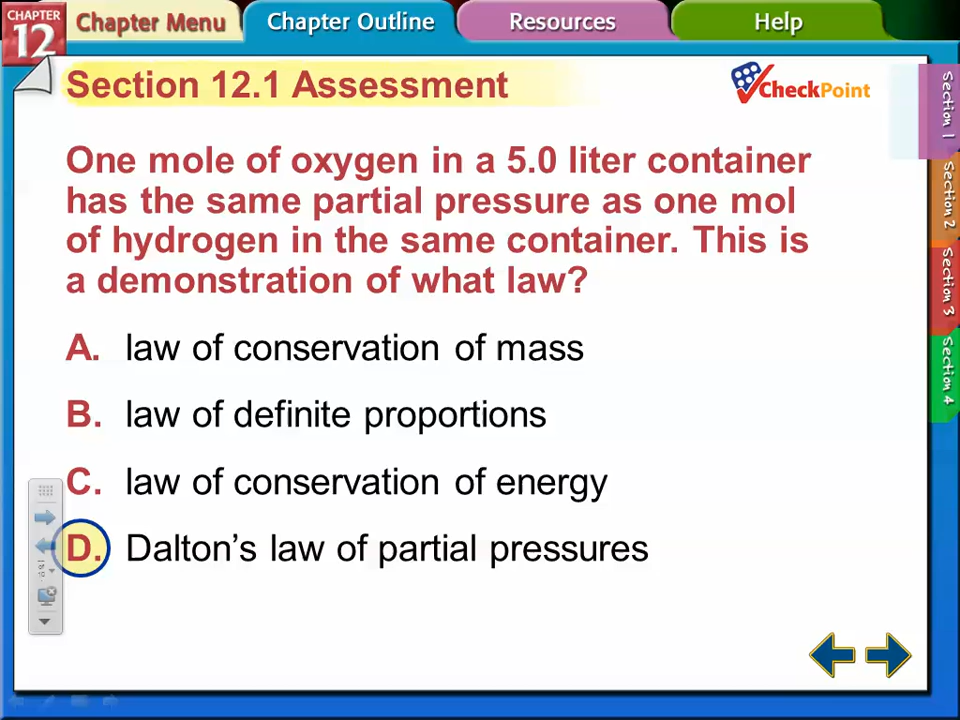 CHAPTER
12
Chapter Menu
Chapter Outline
Resources
Help
Section 12.1 Assessment
CheckPoint
One mole of oxygen in a 5.0 liter container
has the same partial pressure as one mol
of hydrogen in the same container. This is
a demonstration of what law?
A. law of conservation of mass
B. law of definite proportions
C. law of conservation of energy
D. Dalton’s law of partial pressures
Section 1
Section 2
Section 3
Section 4